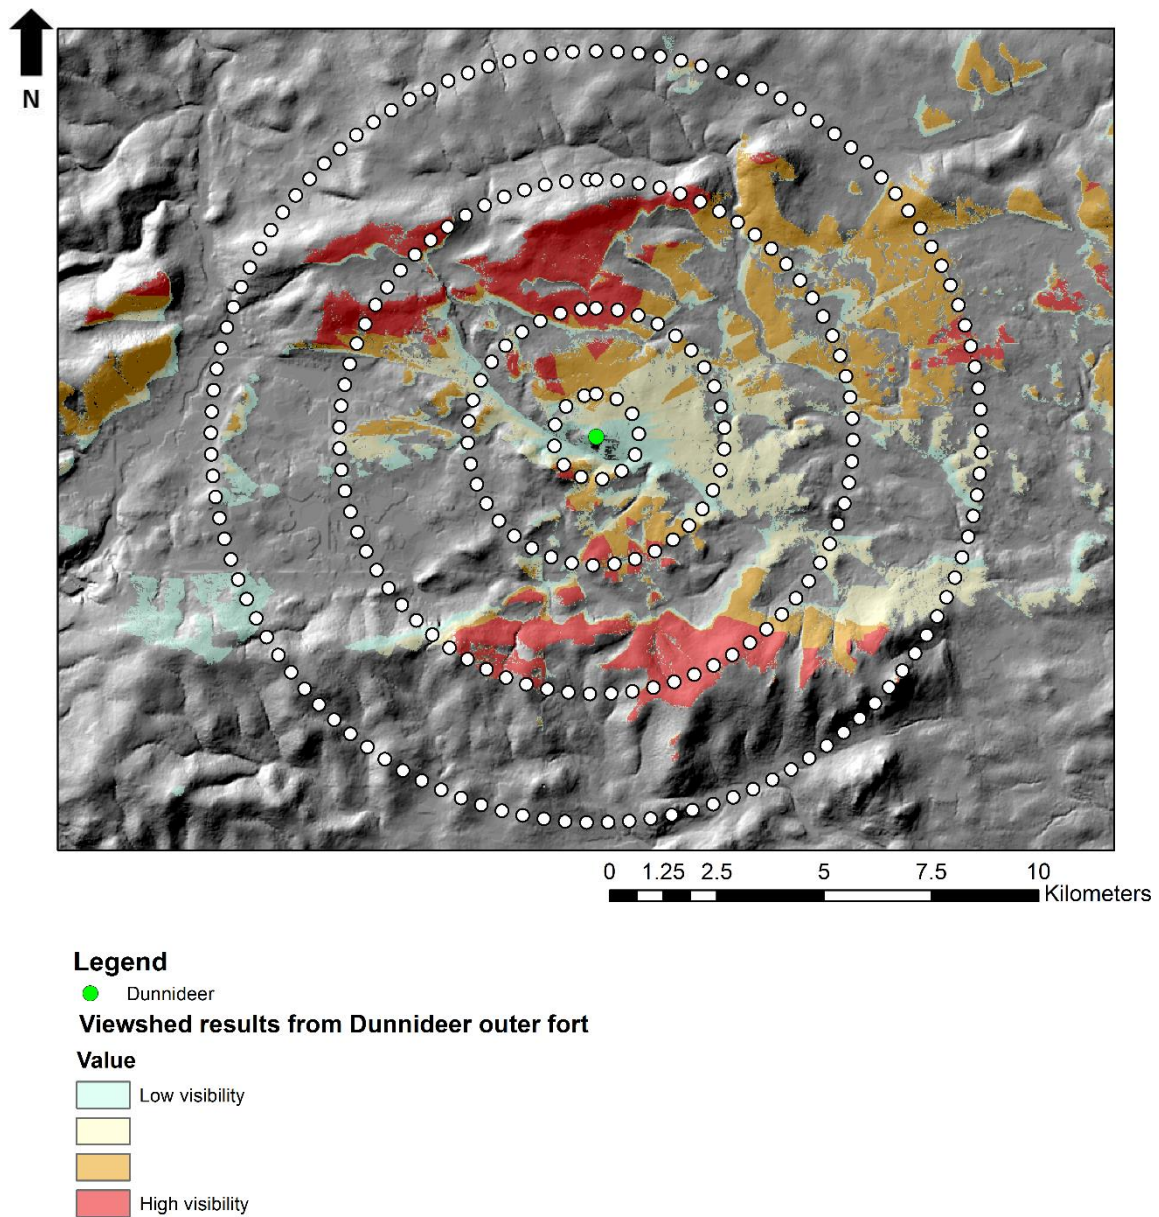 N
0 1.25 2.5 5 7.5 10
Kilometers
Legend
Dunnideer
Viewshed results from Dunnideer outer fort
Value
Low visibility
High visibility